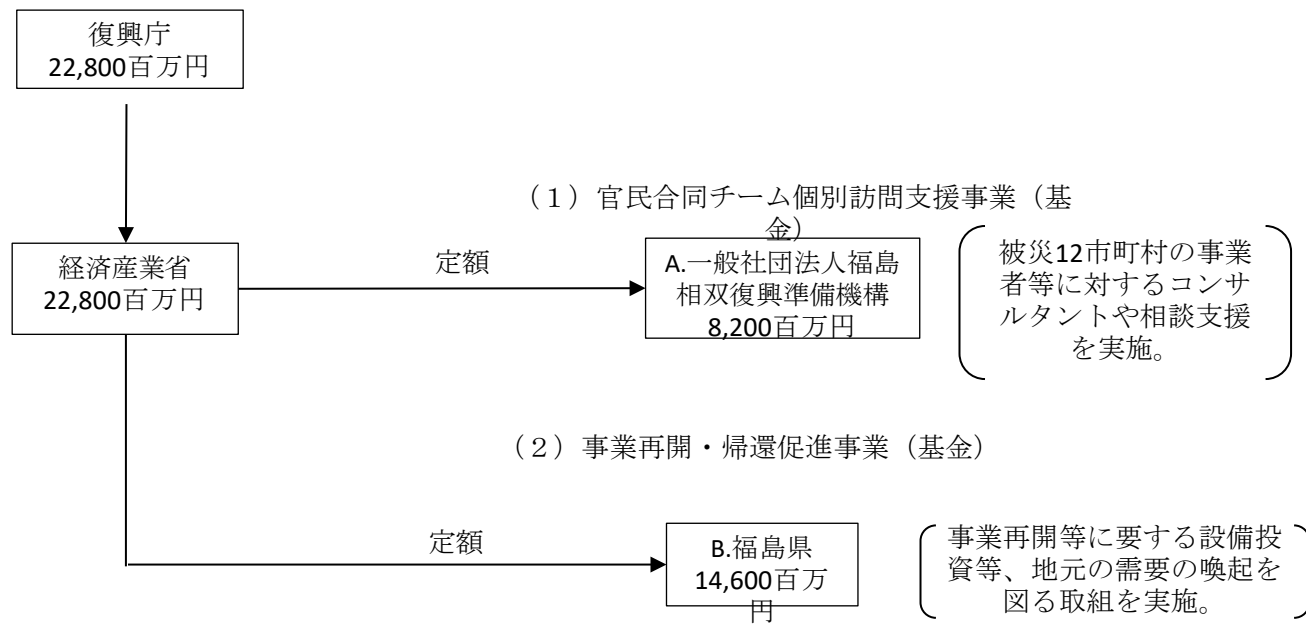 復興庁
22,800百万円
（１）官民合同チーム個別訪問支援事業（基
金）
経済産業省
22,800百万円
定額
A.一般社団法人福島
相双復興準備機構
8,200百万円
被災12市町村の事業
者等に対するコンサ
ルタントや相談支援
を実施。
（２）事業再開・帰還促進事業（基金）
定額
B.福島県
14,600百万
円
事業再開等に要する設備投
資等、地元の需要の喚起を
図る取組を実施。